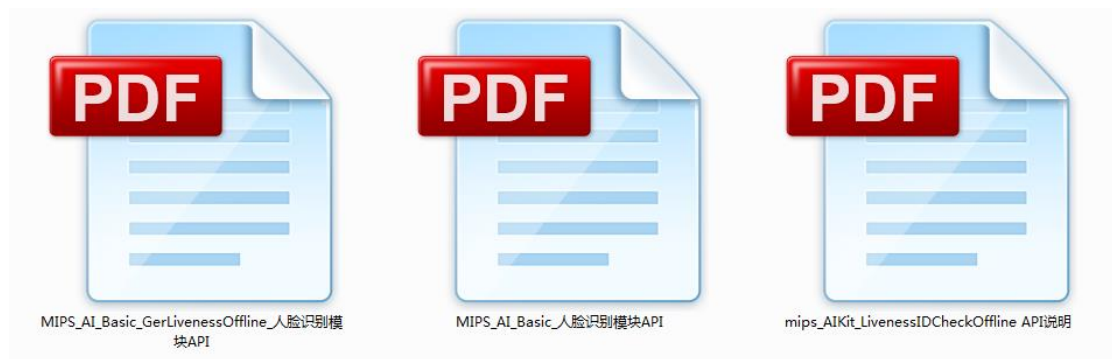 PDF
PDF
PDF
MIPS_AI_Basic_GerLivenessOffline_人脸识别模
块API
MIPS_AI_Basic_人脸识别模块API
mips_AIKit_LivenessIDCheckOffline API说明